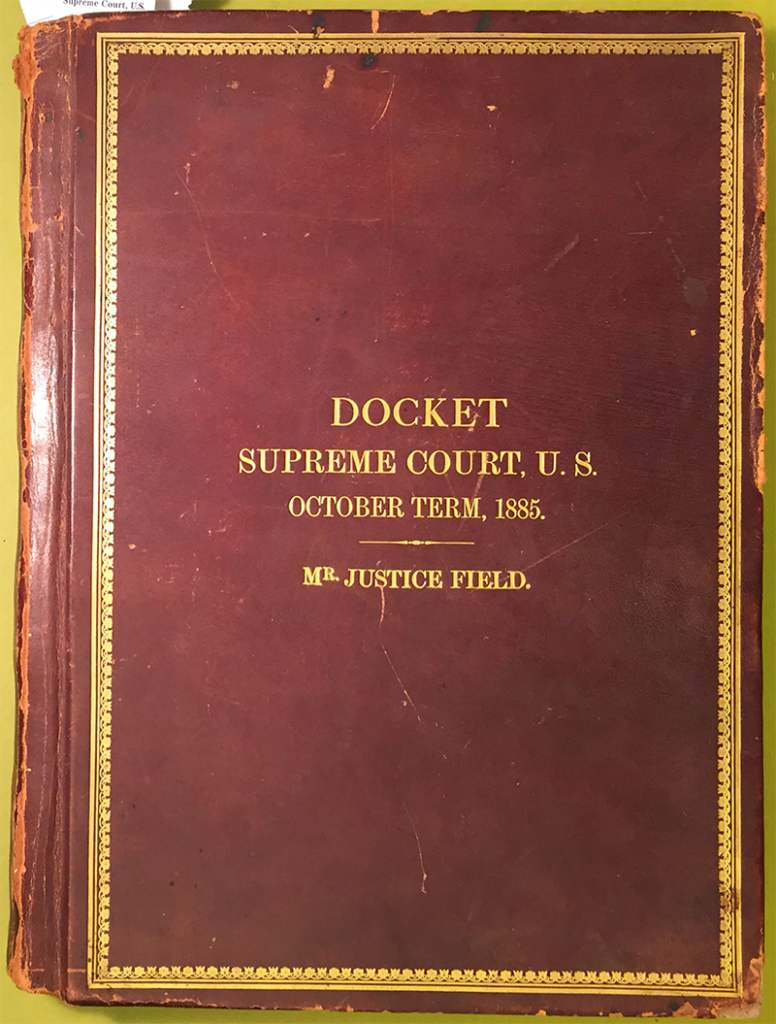 Supreme Court, U.S.
DOCKET
SUPREME COURT, U. S.
OCTOBER TERM, 1885.
MR. JUSTICE FIELD.